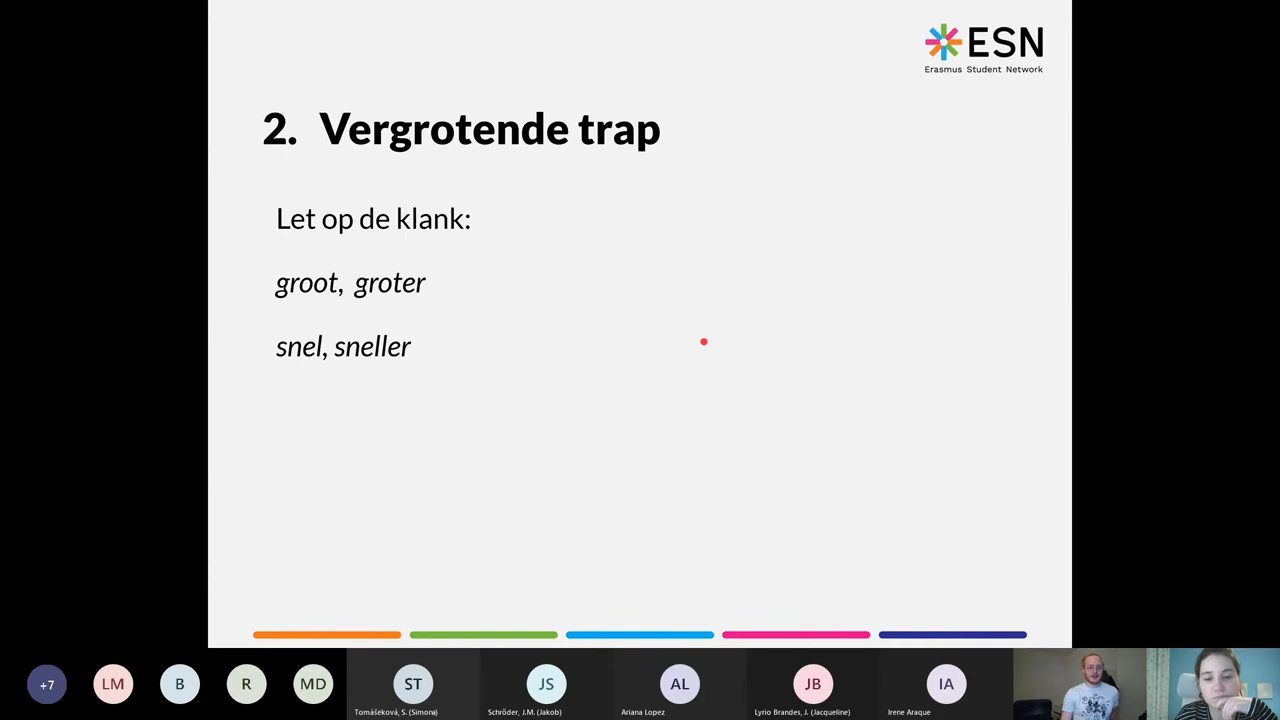 ESN
Erasmus Student Network
2. Vergrotende trap
Let op de klank:
groot, groter
snel, sneller
+7
LM
B
R
MD
ST
JS
AL
JB
IA
Tomášeková, S. (Simona)
Schröder, J.M. (Jakob)
Ariana Lopez
Lyrio Brandes, J. (Jacqueline)
Irene Araque